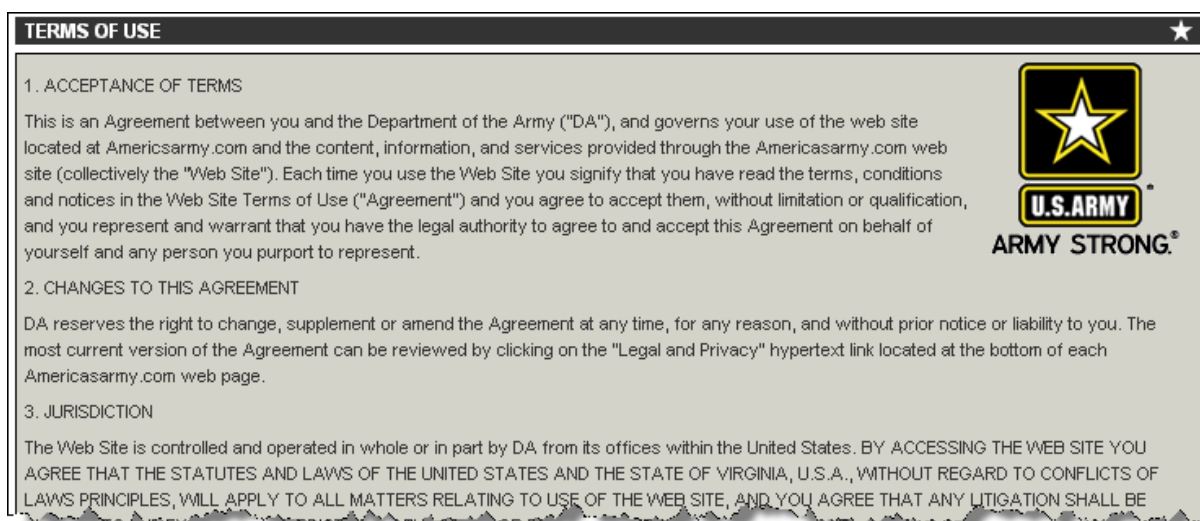 TERMS OF USE
1. ACCEPTANCE OF TERMS
This is an Agreement between you and the Department of the Army ("DA"), and governs your use of the web site
located at Americsarmy.com and the content, information, and services provided through the Americasarmy.com web
site (collectively the "Web Site"). Each time you use the Web Site you signify that you have read the terms, conditions
and notices in the Web Site Terms of Use ("Agreement") and you agree to accept them, without limitation or qualification,
and you represent and warrant that you have the legal authority to agree to and accept this Agreement on behalf of
yourself and any person you purport to represent.
U.S.ARMY
ARMY STRONG.®
2. CHANGES TO THIS AGREEMENT
DA reserves the right to change, supplement or amend the Agreement at any time, for any reason, and without prior notice or liability to you. The
most current version of the Agreement can be reviewed by clicking on the "Legal and Privacy" hypertext link located at the bottom of each
Americasarmy.com web page.
3. JURISDICTION
The Web Site is controlled and operated in whole or in part by DA from its offices within the United States. BY ACCESSING THE WEB SITE YOU
AGREE THAT THE STATUTES AND LAWS OF THE UNITED STATES AND THE STATE OF VIRGINIA, U.S.A., WITHOUT REGARD TO CONFLICTS OF
LAWS PRINCIPLES, WILL APPLY TO ALL MATTERS RELATING TO USE OF THE WEB SITE, AND YOU AGREE THAT ANY LITIGATION SHALL BE